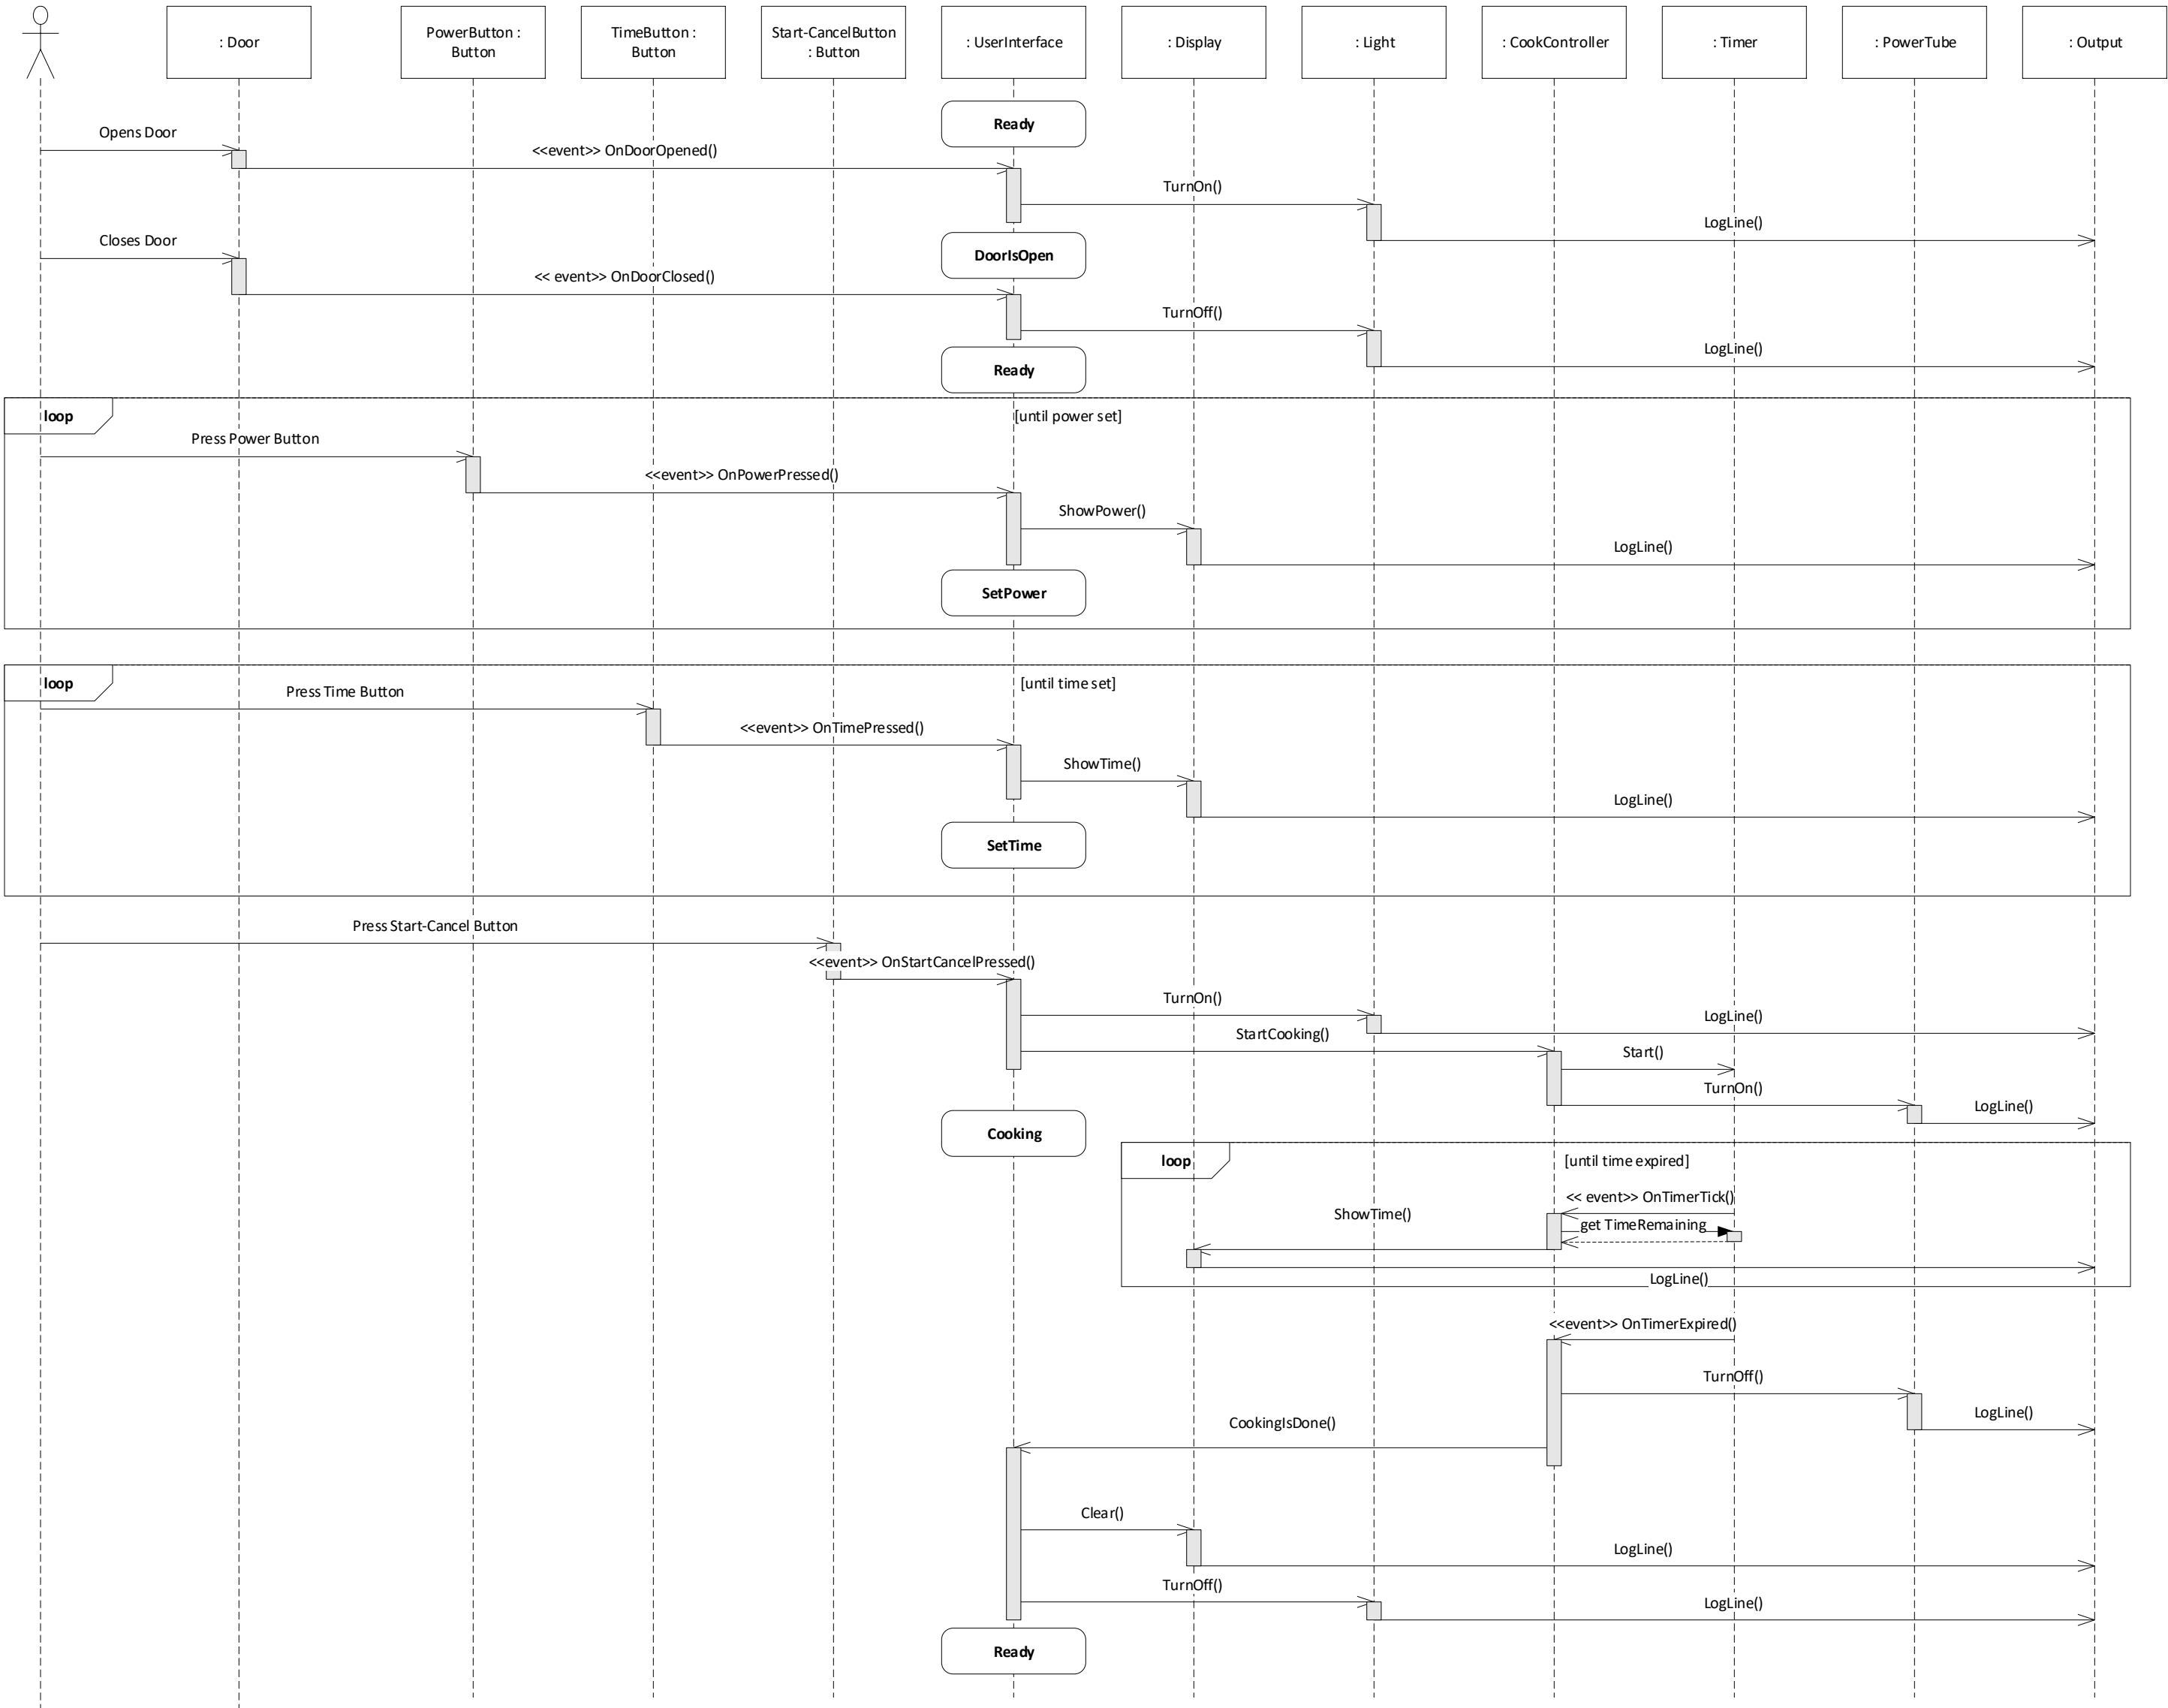 : Door
PowerButton :
Button
TimeButton :
Button
Start-CancelButton
: Button
: UserInterface
: Display
: Light
: CookController
: Timer
: PowerTube
: Output
Ready
Opens Door
<<event>> OnDoorOpened()
TurnOn()
LogLine()
Closes Door
DoorIsOpen
<< event>> OnDoorClosed()
TurnOff()
LogLine()
Ready
loop
[until power set]
Press Power Button
<<event>> OnPowerPressed()
ShowPower()
LogLine()
SetPower
loop
[until time set]
Press Time Button
<<event>> OnTimePressed()
ShowTime()
LogLine()
SetTime
Press Start-Cancel Button
<<event>> OnStartCancelPressed()
TurnOn()
LogLine()
StartCooking()
Start()
TurnOn()
LogLine()
Cooking
loop
[until time expired]
<< event>> OnTimerTick()
ShowTime()
get TimeRemaining
LogLine()
<<event>> OnTimerExpired()
TurnOff()
LogLine()
CookingIsDone()
Clear()
LogLine()
TurnOff()
LogLine()
Ready